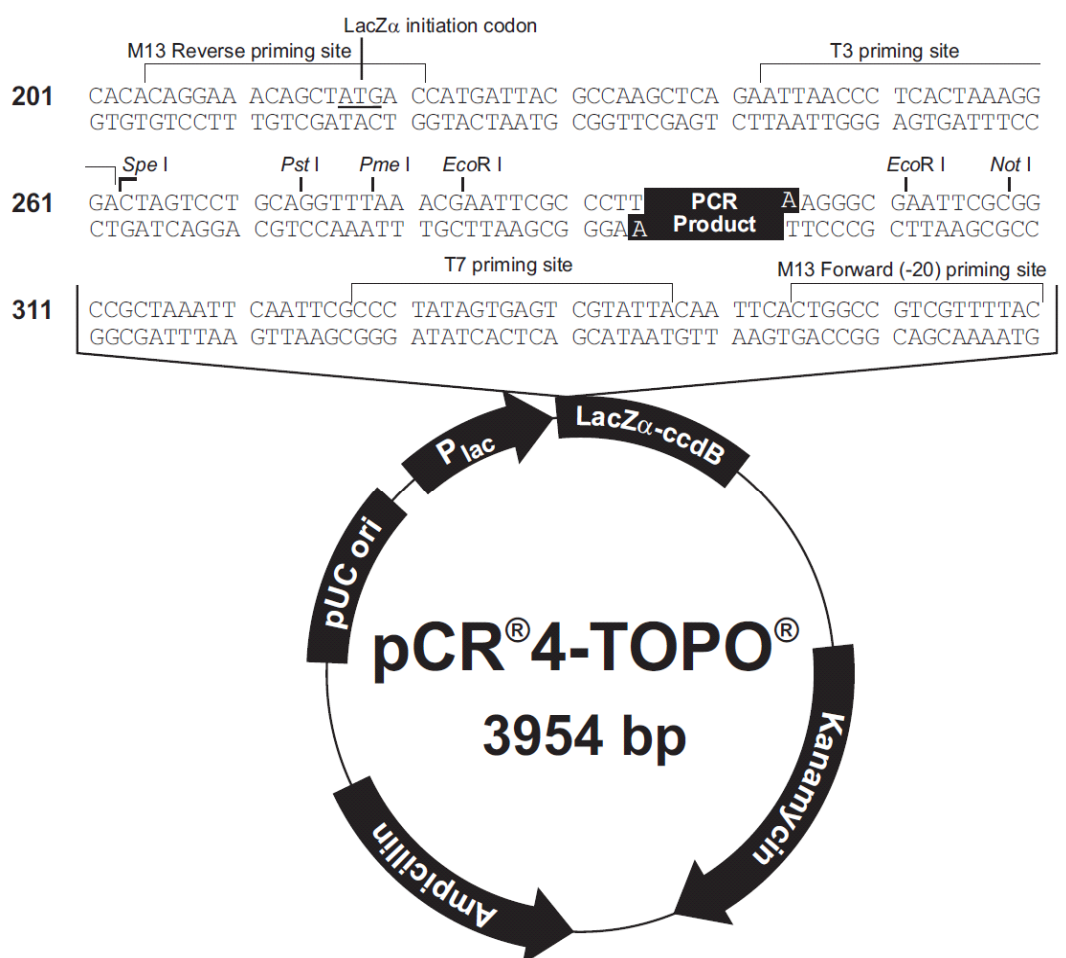 LacZα initiation codon
M13 Reverse priming site
T3 priming site
201 CACACAGGAA ACAGCTATGA CCATGATTAC GCCAAGCTCA GAATTAACCC TCACTAAAGG
GTGTGTCCTT TGTCGATACT GGTACTAATG CGGTTCGAGT CTTAATTGGG AGTGATTTCC
Spe I Pst I Pme I EcoR I EcoR I Not I
261 GACTAGTCCT GCAGGTTTAA ACGAATTCGC CCTT PCR A AGGGC GAATTCGCGG
CTGATCAGGA CGTCCAAATT TGCTTAAGCG GGA A Product TTCCCG CTTAAGCGCC
T7 priming site
M13 Forward (-20) priming site
311 CCGCTAAATT CAATTCGCCC TATAGTGAGT CGTATTACAA TTCACTGGCC GTCGTTTTAC
GGCGATTTAA GTTAAGCGGG ATATCACTCA GCATAATGTT AAGTGACCGG CAGCAAAATG
Plac
LacZα-ccdB
pUC ori
pCR®4-TOPO®
3954 bp
Kanamycin
Ampicillin